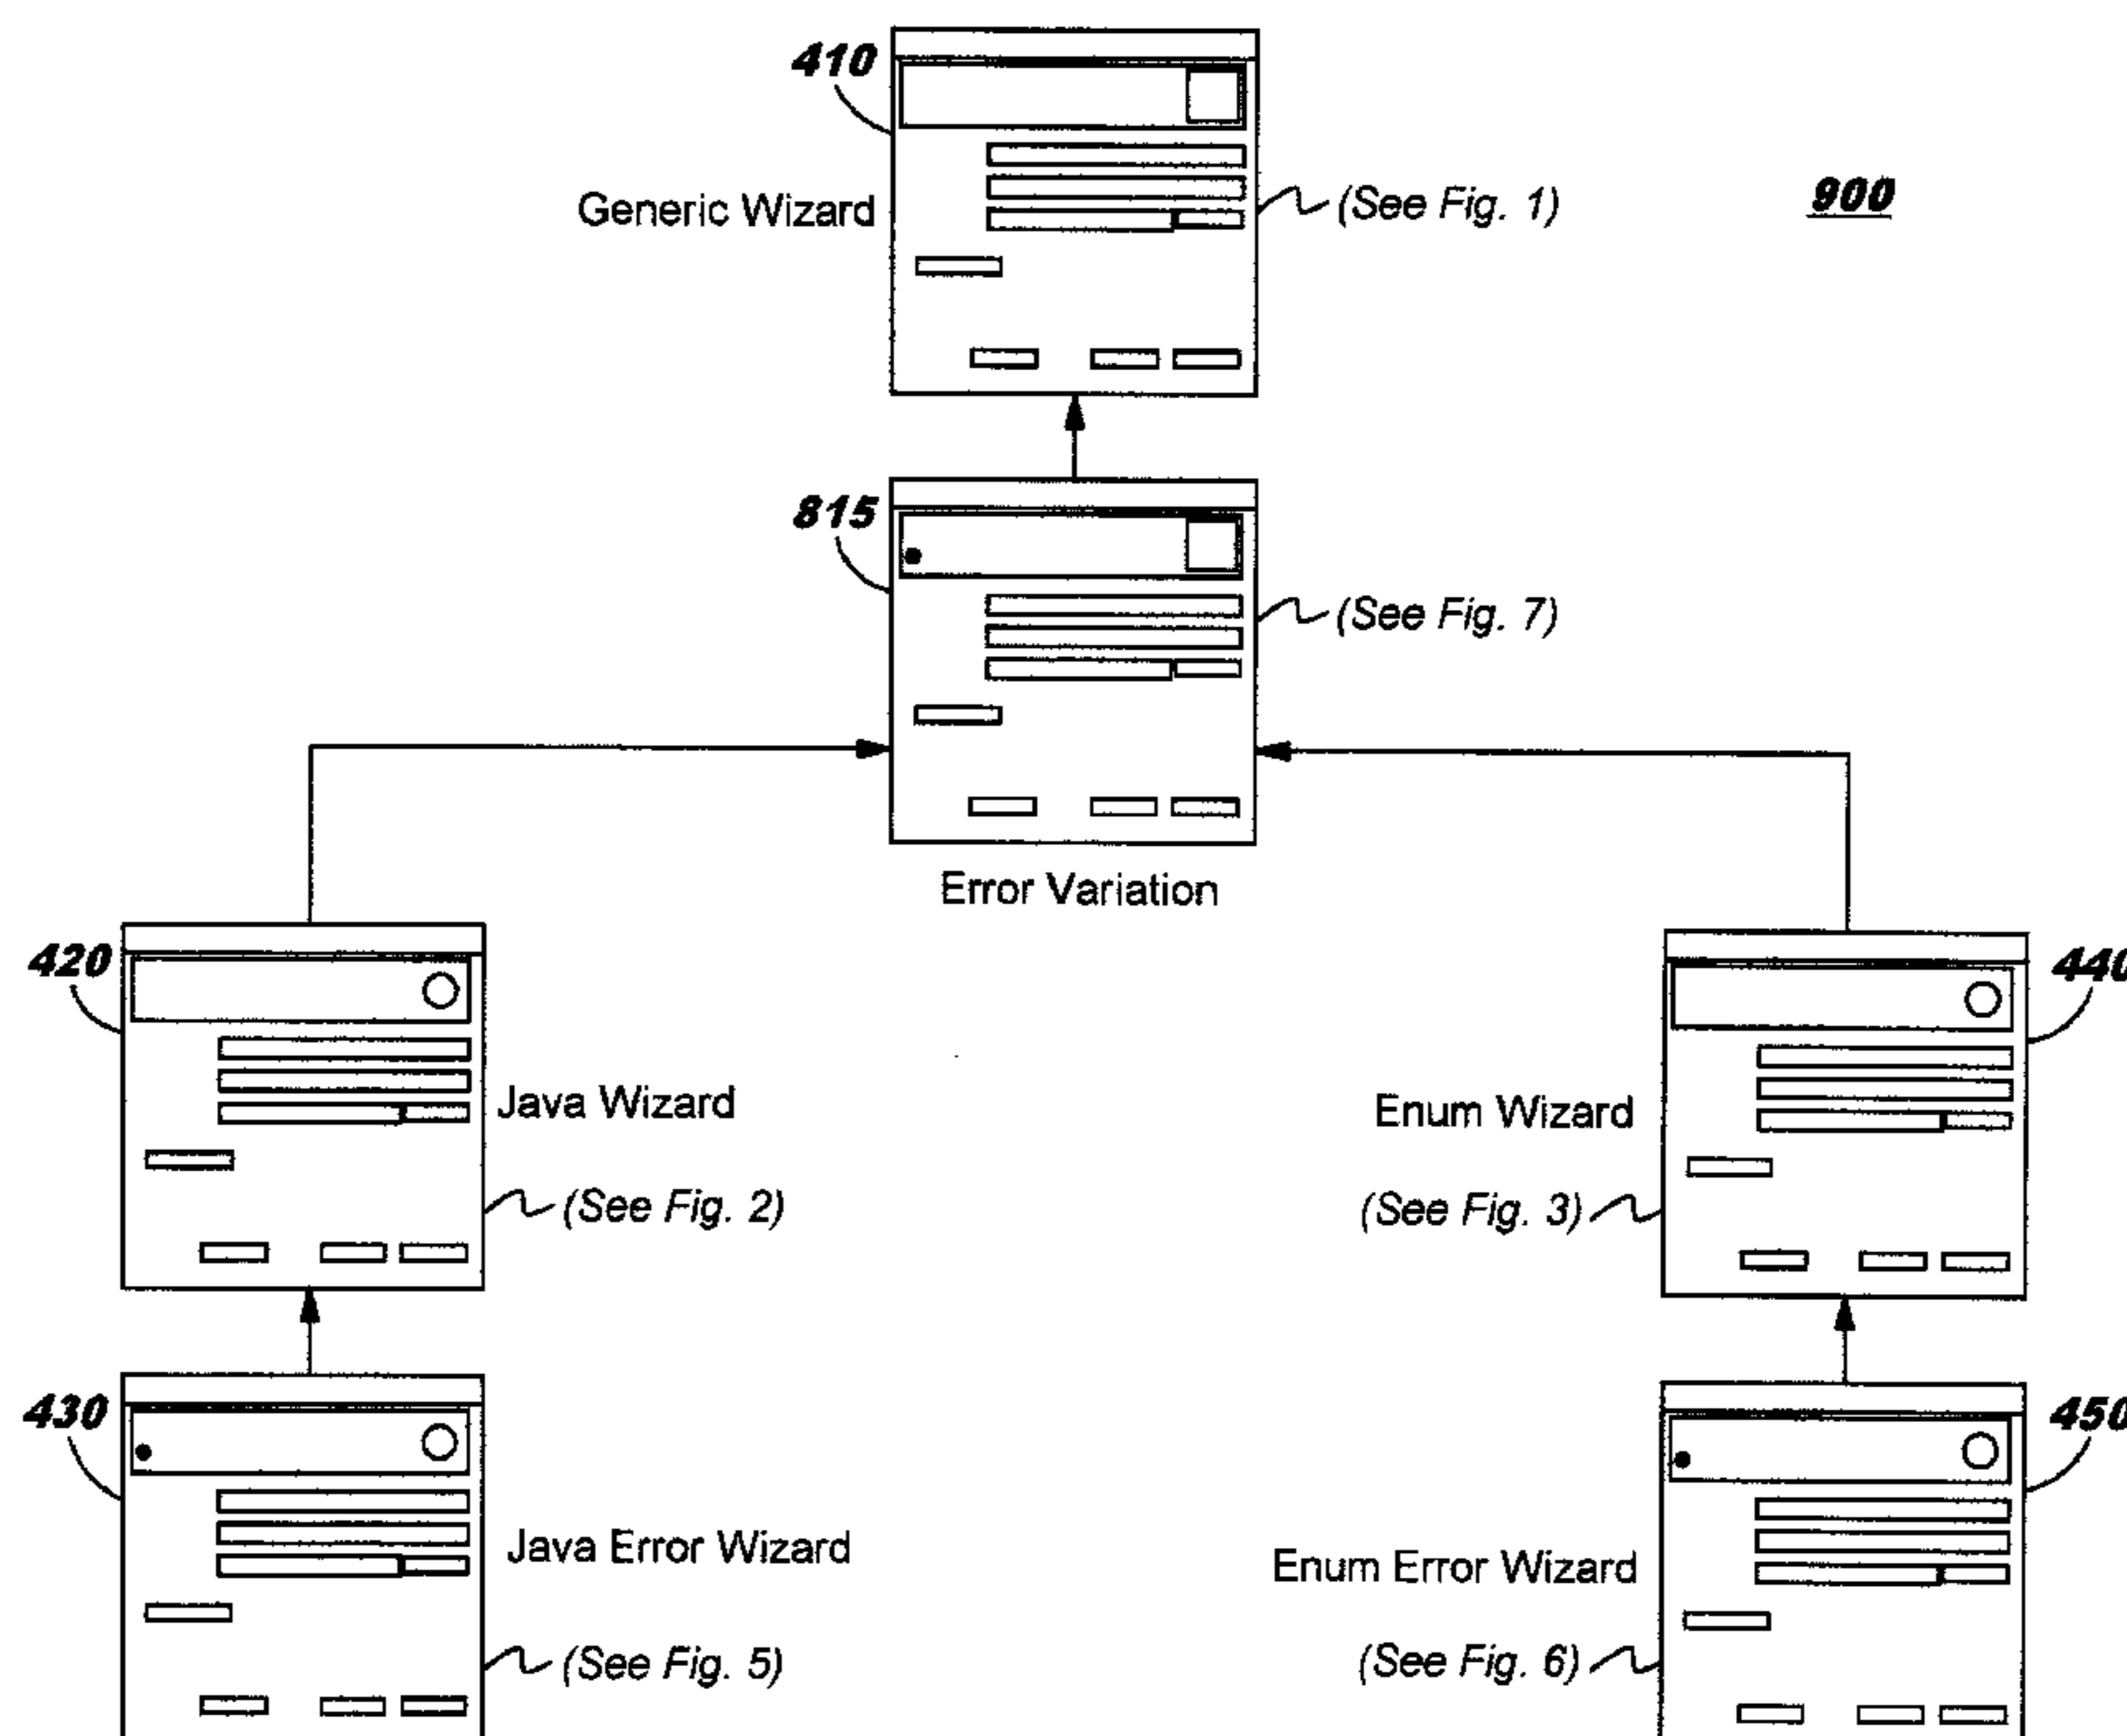 410
Generic Wizard
(See Fig. 1)
900
815
(See Fig. 7)
Error Variation
420
440
Java Wizard
Enum Wizard
(See Fig. 2)
(See Fig. 3)
430
450
Java Error Wizard
Enum Error Wizard
(See Fig. 5)
(See Fig. 6)